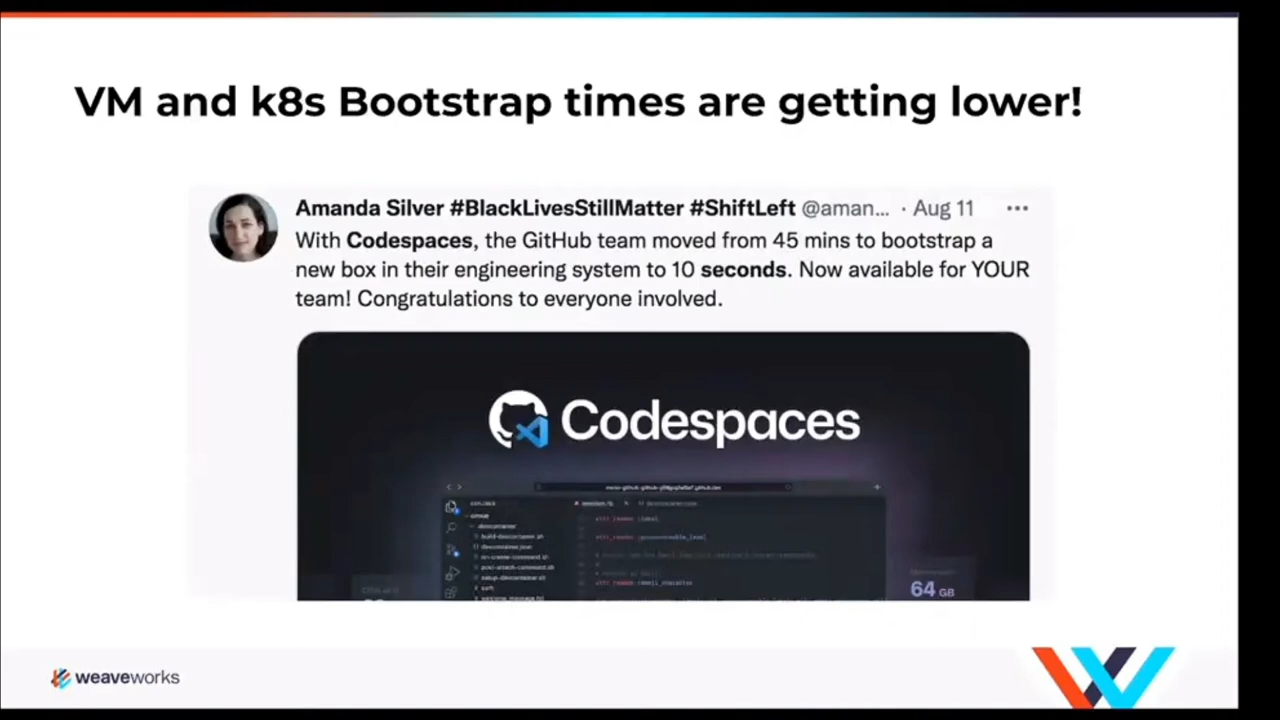 VM and k8s Bootstrap times are getting lower!
Amanda Silver #BlackLivesStillMatter #ShiftLeft @aman... · Aug 11 •••
With Codespaces, the GitHub team moved from 45 mins to bootstrap a
new box in their engineering system to 10 seconds. Now available for YOUR
team! Congratulations to everyone involved.
Codespaces
64 GB
weaveworks